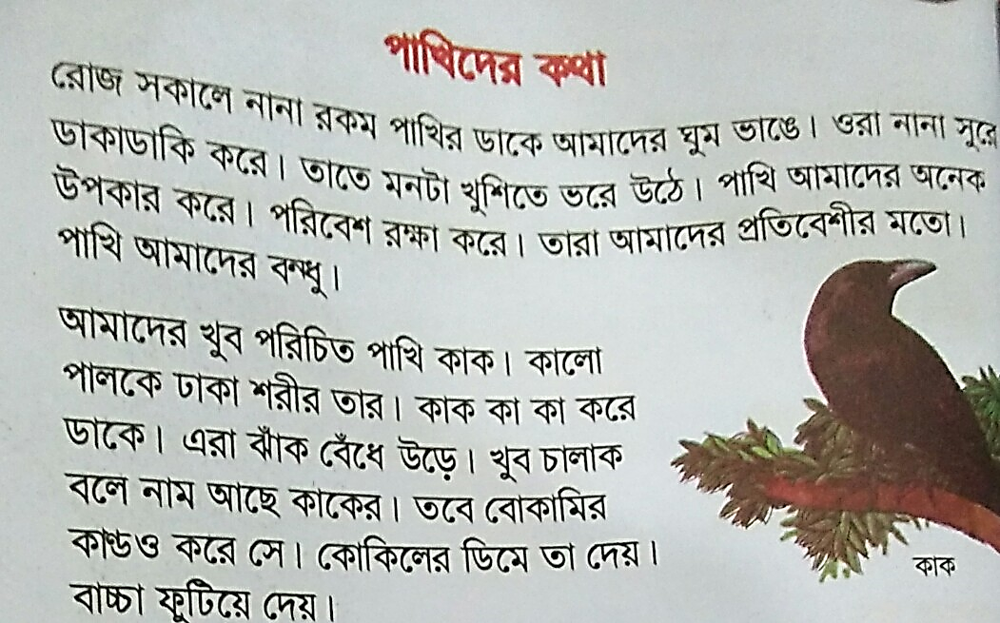 পাখিদের কথা
রোজ সকালে নানা রকম পাখির ডাকে আমাদের ঘুম ভাঙে। ওরা নানা সুরে
ডাকাডাকি করে। তাতে মনটা খুশিতে ভরে উঠে। পাখি আমাদের অনেক
উপকার করে। পরিবেশ রক্ষা করে। তারা আমাদের প্রতিবেশীর মতো।
পাখি আমাদের বন্ধু।
আমাদের খুব পরিচিত পাখি কাক। কালো
পালকে ঢাকা শরীর তার। কাক কা কা করে
ডাকে। এরা ঝাঁক বেঁধে উড়ে। খুব চালাক
বলে নাম আছে কাকের। তবে বোকামির
কাণ্ডও করে সে। কোকিলের ডিমে তা দেয়।
বাচ্চা ফুটিয়ে দেয়।
কাক